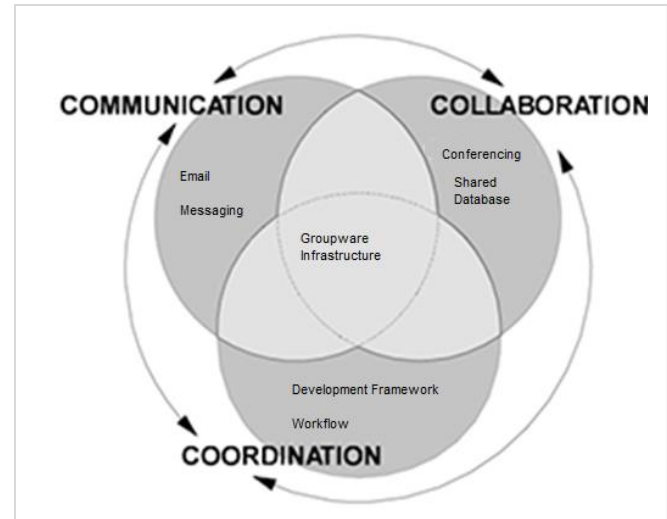 COMMUNICATION
COLLABORATION
Email
Messaging
Conferencing
Shared
Database
Groupware
Infrastructure
Development Framework
Workflow
COORDINATION